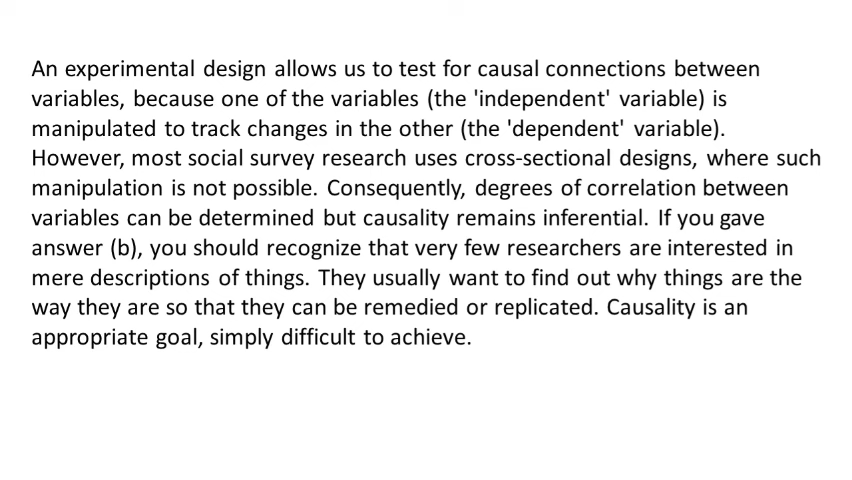 An experimental design allows us to test for causal connections between
variables, because one of the variables (the 'independent' variable) is
manipulated to track changes in the other (the 'dependent' variable).
However, most social survey research uses cross-sectional designs, where such
manipulation is not possible. Consequently, degrees of correlation between
variables can be determined but causality remains inferential. If you gave
answer (b), you should recognize that very few researchers are interested in
mere descriptions of things. They usually want to find out why things are the
way they are so that they can be remedied or replicated. Causality is an
appropriate goal, simply difficult to achieve.